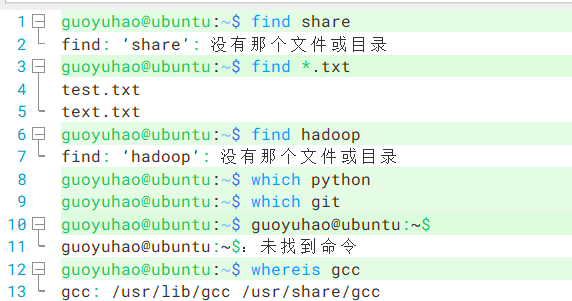 1 guoyuhao@ubuntu:~$ find share
2 find: ‘share’: 没有那个文件或目录
3 guoyuhao@ubuntu:~$ find *.txt
4 test.txt
5 text.txt
6 guoyuhao@ubuntu:~$ find hadoop
7 find: ‘hadoop’: 没有那个文件或目录
8 guoyuhao@ubuntu:~$ which python
9 guoyuhao@ubuntu:~$ which git
10 guoyuhao@ubuntu:~$ guoyuhao@ubuntu:~$
11 guoyuhao@ubuntu:~$：未找到命令
12 guoyuhao@ubuntu:~$ whereis gcc
13 gcc: /usr/lib/gcc /usr/share/gcc